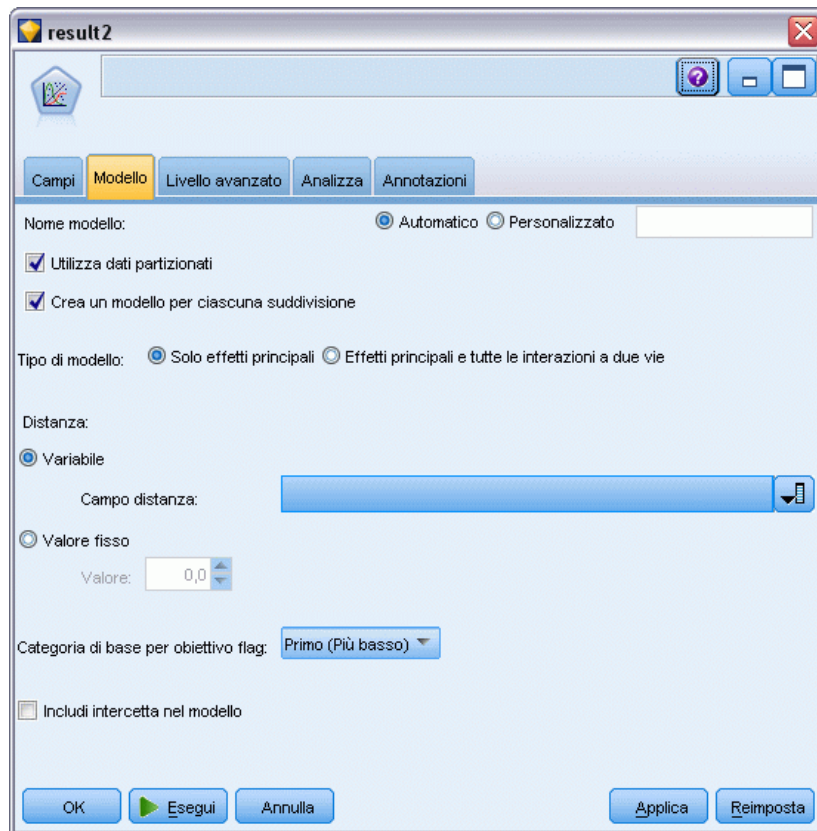 result2
?
Campi Modello Livello avanzato Analizza Annotazioni
Nome modello: Automatico Personalizzato
Utilizza dati partizionati
Crea un modello per ciascuna suddivisione
Tipo di modello: Solo effetti principali Effetti principali e tutte le interazioni a due vie
Distanza:
Variabile
Campo distanza:
Valore fisso
Valore: 0,0
Categoria di base per obiettivo flag: Primo (Più basso)
Includi intercetta nel modello
OK Esegui Annulla Applica Reimposta